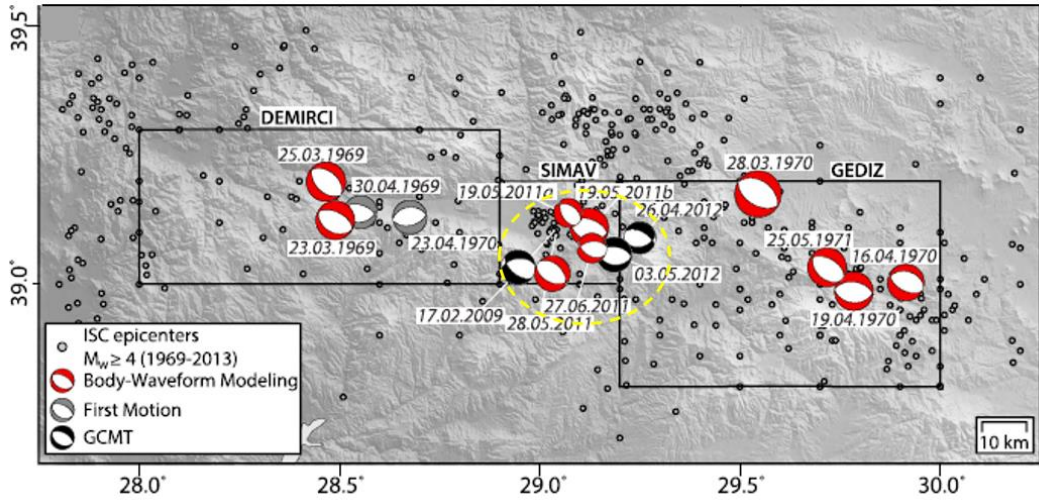 39.5°
39.0°
DEMIRCI
25.03.1969
30.04.1969
23.03.1969
23.04.1970
SIMAV
19.05.2011a
19.05.2011b
26.04.2012
03.05.2012
17.02.2009
28.05.2011
27.06.2011
28.03.1970
GEDIZ
25.05.1971
16.04.1970
19.04.1970
ISC epicenters
Mw≥ 4 (1969-2013)
Body-Waveform Modeling
First Motion
GCMT
10 km
28.0°
28.5°
29.0°
29.5°
30.0°